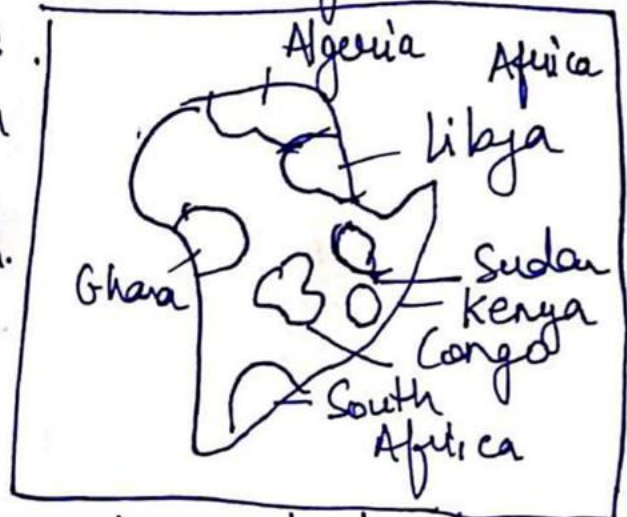 Algeria
Africa
Libya
Ghana
Sudan
Kenya
Congo
South
Africa